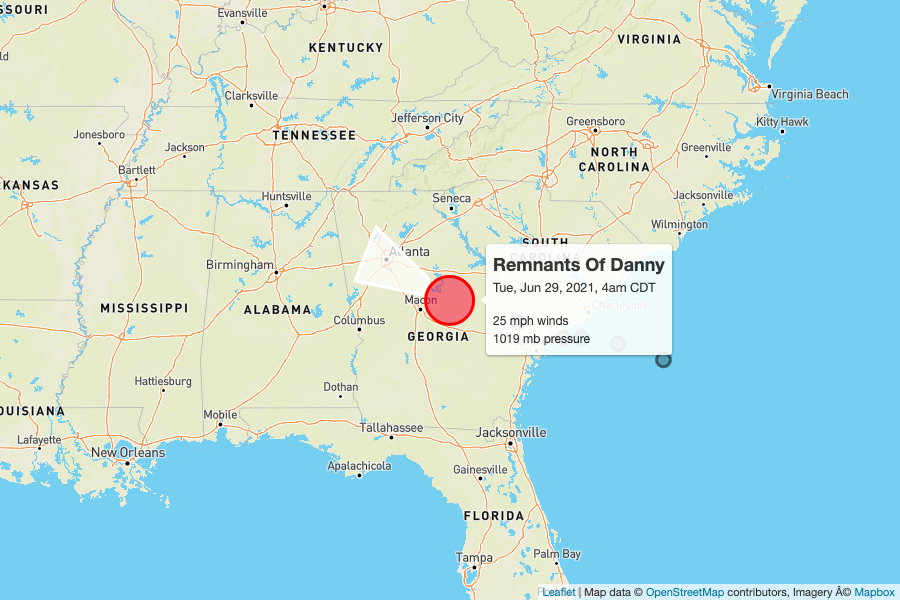 SSOURI
Evansville
KENTUCKY
VIRGINIA
ld
Clarksville
Virginia Beach
Jefferson City
Greensboro
Kitty Hawk
Jonesboro
TENNESSEE
Jackson
NORTH
CAROLINA
Greenville
Bartlett
RKANSAS
Huntsville
Seneca
Jacksonville
Wilmington
Atlanta
SOUTH
CAROLINA
Birmingham
Remnants Of Danny
Tue, Jun 29, 2021, 4am CDT
25 mph winds
1019 mb pressure
Charleston
MISSISSIPPI
ALABAMA
Macon
Columbus
GEORGIA
Hattiesburg
Dothan
OUISIANA
Mobile
Tallahassee
Jacksonville
Lafayette
New Orleans
Apalachicola
Gainesville
FLORIDA
Tampa
Palm Bay
Leaflet | Map data © OpenStreetMap contributors, Imagery Â© Mapbox